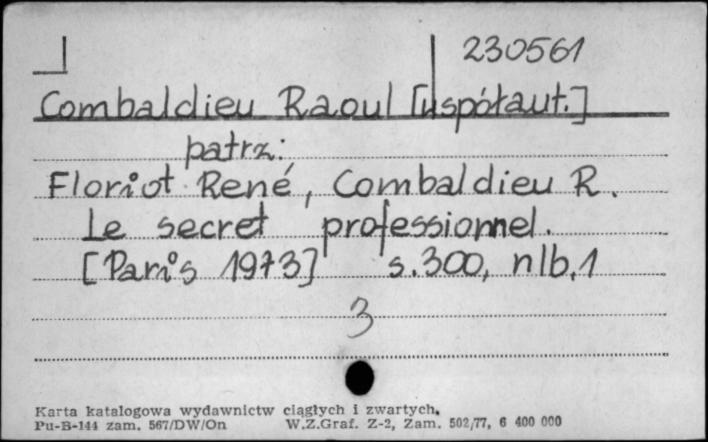 230561
Combaldieu Raoul [współaut.]
patrz:
Floriot René, Combaldieu R.
Le secret professionnel.
[Paris 1973] s.300, nlb.1
3
Karta katalogowa wydawnictw ciągłych i zwartych.
Pu-B-144 zam. 567/DW/On W.Z.Graf. Z-2, Zam. 502/77, 6 400 000